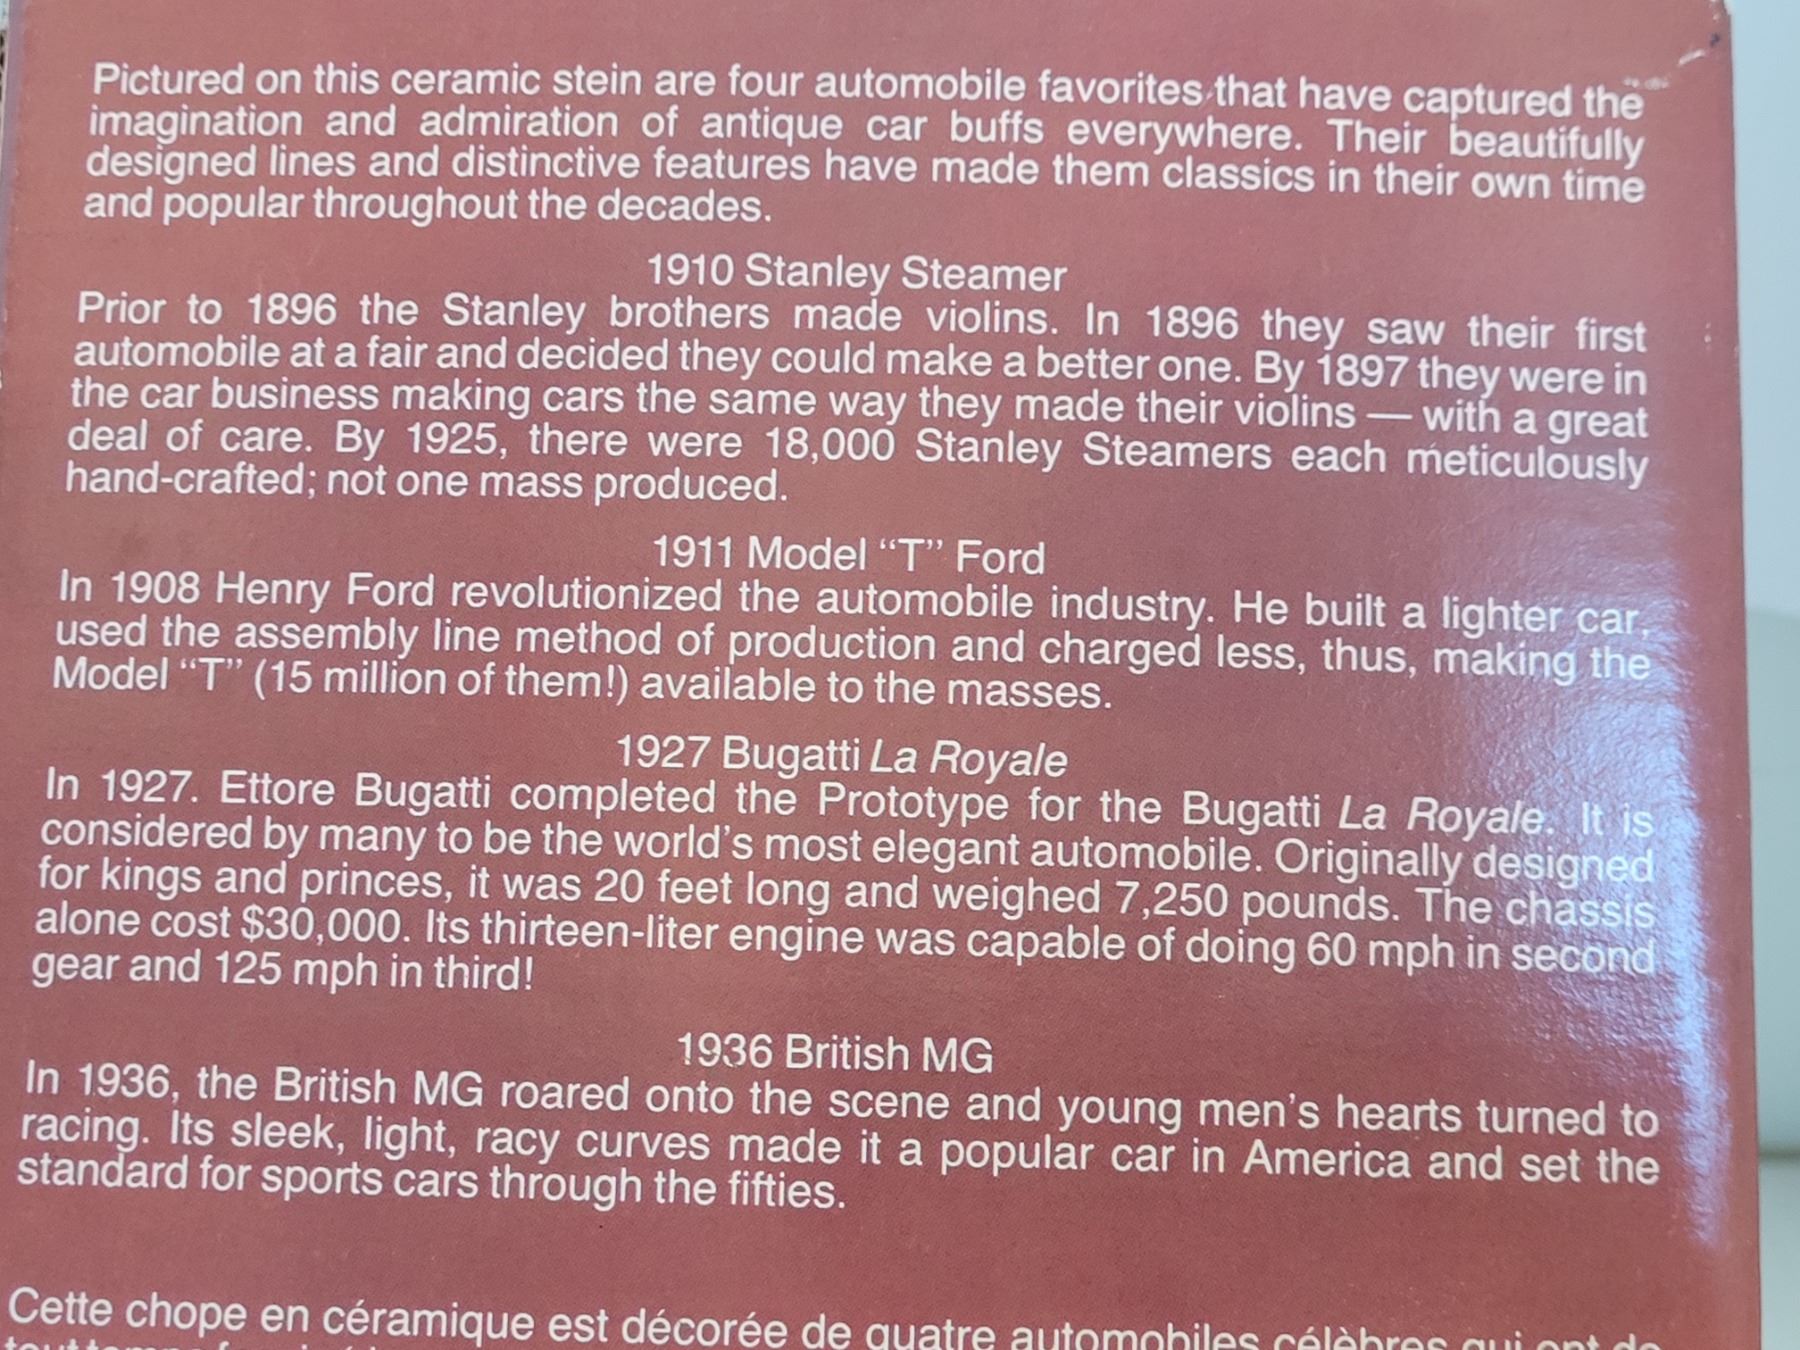 Pictured on this ceramic stein are four automobile favorites that have captured the
imagination and admiration of antique car buffs everywhere. Their beautifully
designed lines and distinctive features have made them classics in their own time
and popular throughout the decades.
1910 Stanley Steamer
Prior to 1896 the Stanley brothers made violins. In 1896 they saw their first
automobile at a fair and decided they could make a better one. By 1897 they were in
the car business making cars the same way they made their violins — with a great
deal of care. By 1925, there were 18,000 Stanley Steamers each meticulously
hand-crafted; not one mass produced.
1911 Model “T” Ford
In 1908 Henry Ford revolutionized the automobile industry. He built a lighter car,
used the assembly line method of production and charged less, thus, making the
Model “T” (15 million of them!) available to the masses.
1927 Bugatti La Royale
In 1927. Ettore Bugatti completed the Prototype for the Bugatti La Royale. It is
considered by many to be the world’s most elegant automobile. Originally designed
for kings and princes, it was 20 feet long and weighed 7,250 pounds. The chassis
alone cost $30,000. Its thirteen-liter engine was capable of doing 60 mph in second
gear and 125 mph in third!
1936 British MG
In 1936, the British MG roared onto the scene and young men’s hearts turned to
racing. Its sleek, light, racy curves made it a popular car in America and set the
standard for sports cars through the fifties.
Cette chope en céramique est décorée de quatre automobiles célèbres qui ont de